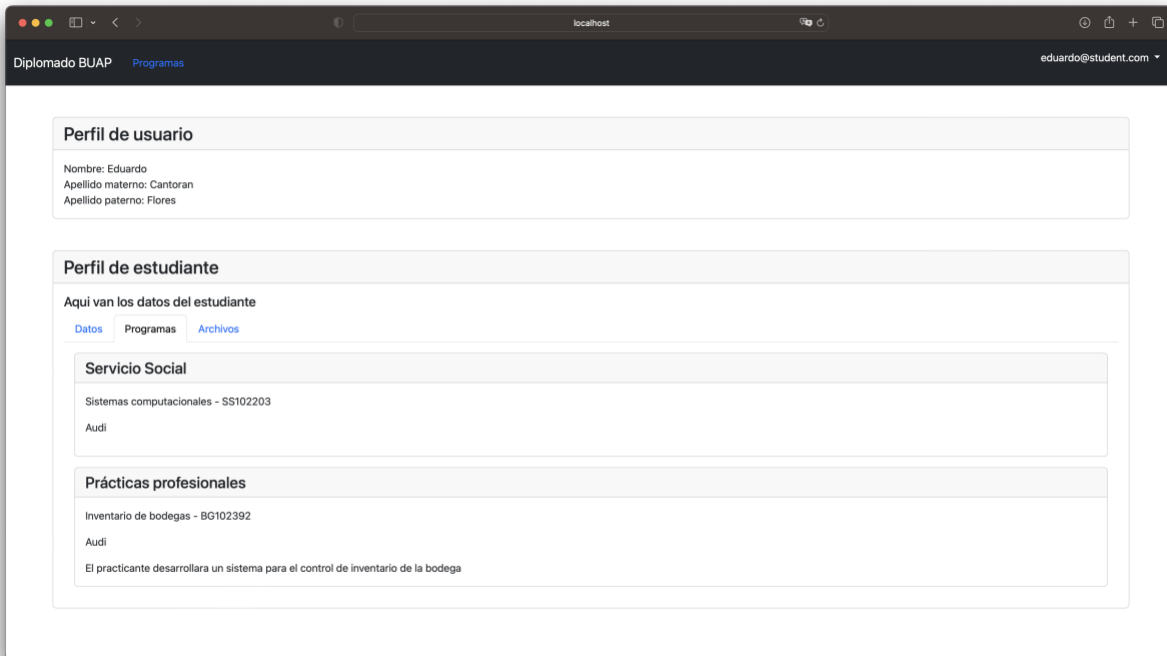 localhost
Diplomado BUAP Programas eduardo@student.com
Perfil de usuario
Nombre: Eduardo
Apellido materno: Cantoran
Apellido paterno: Flores
Perfil de estudiante
Aqui van los datos del estudiante
Datos Programas Archivos
Servicio Social
Sistemas computacionales - SS102203
Audi
Prácticas profesionales
Inventario de bodegas - BG102392
Audi
El practicante desarrollara un sistema para el control de inventario de la bodega